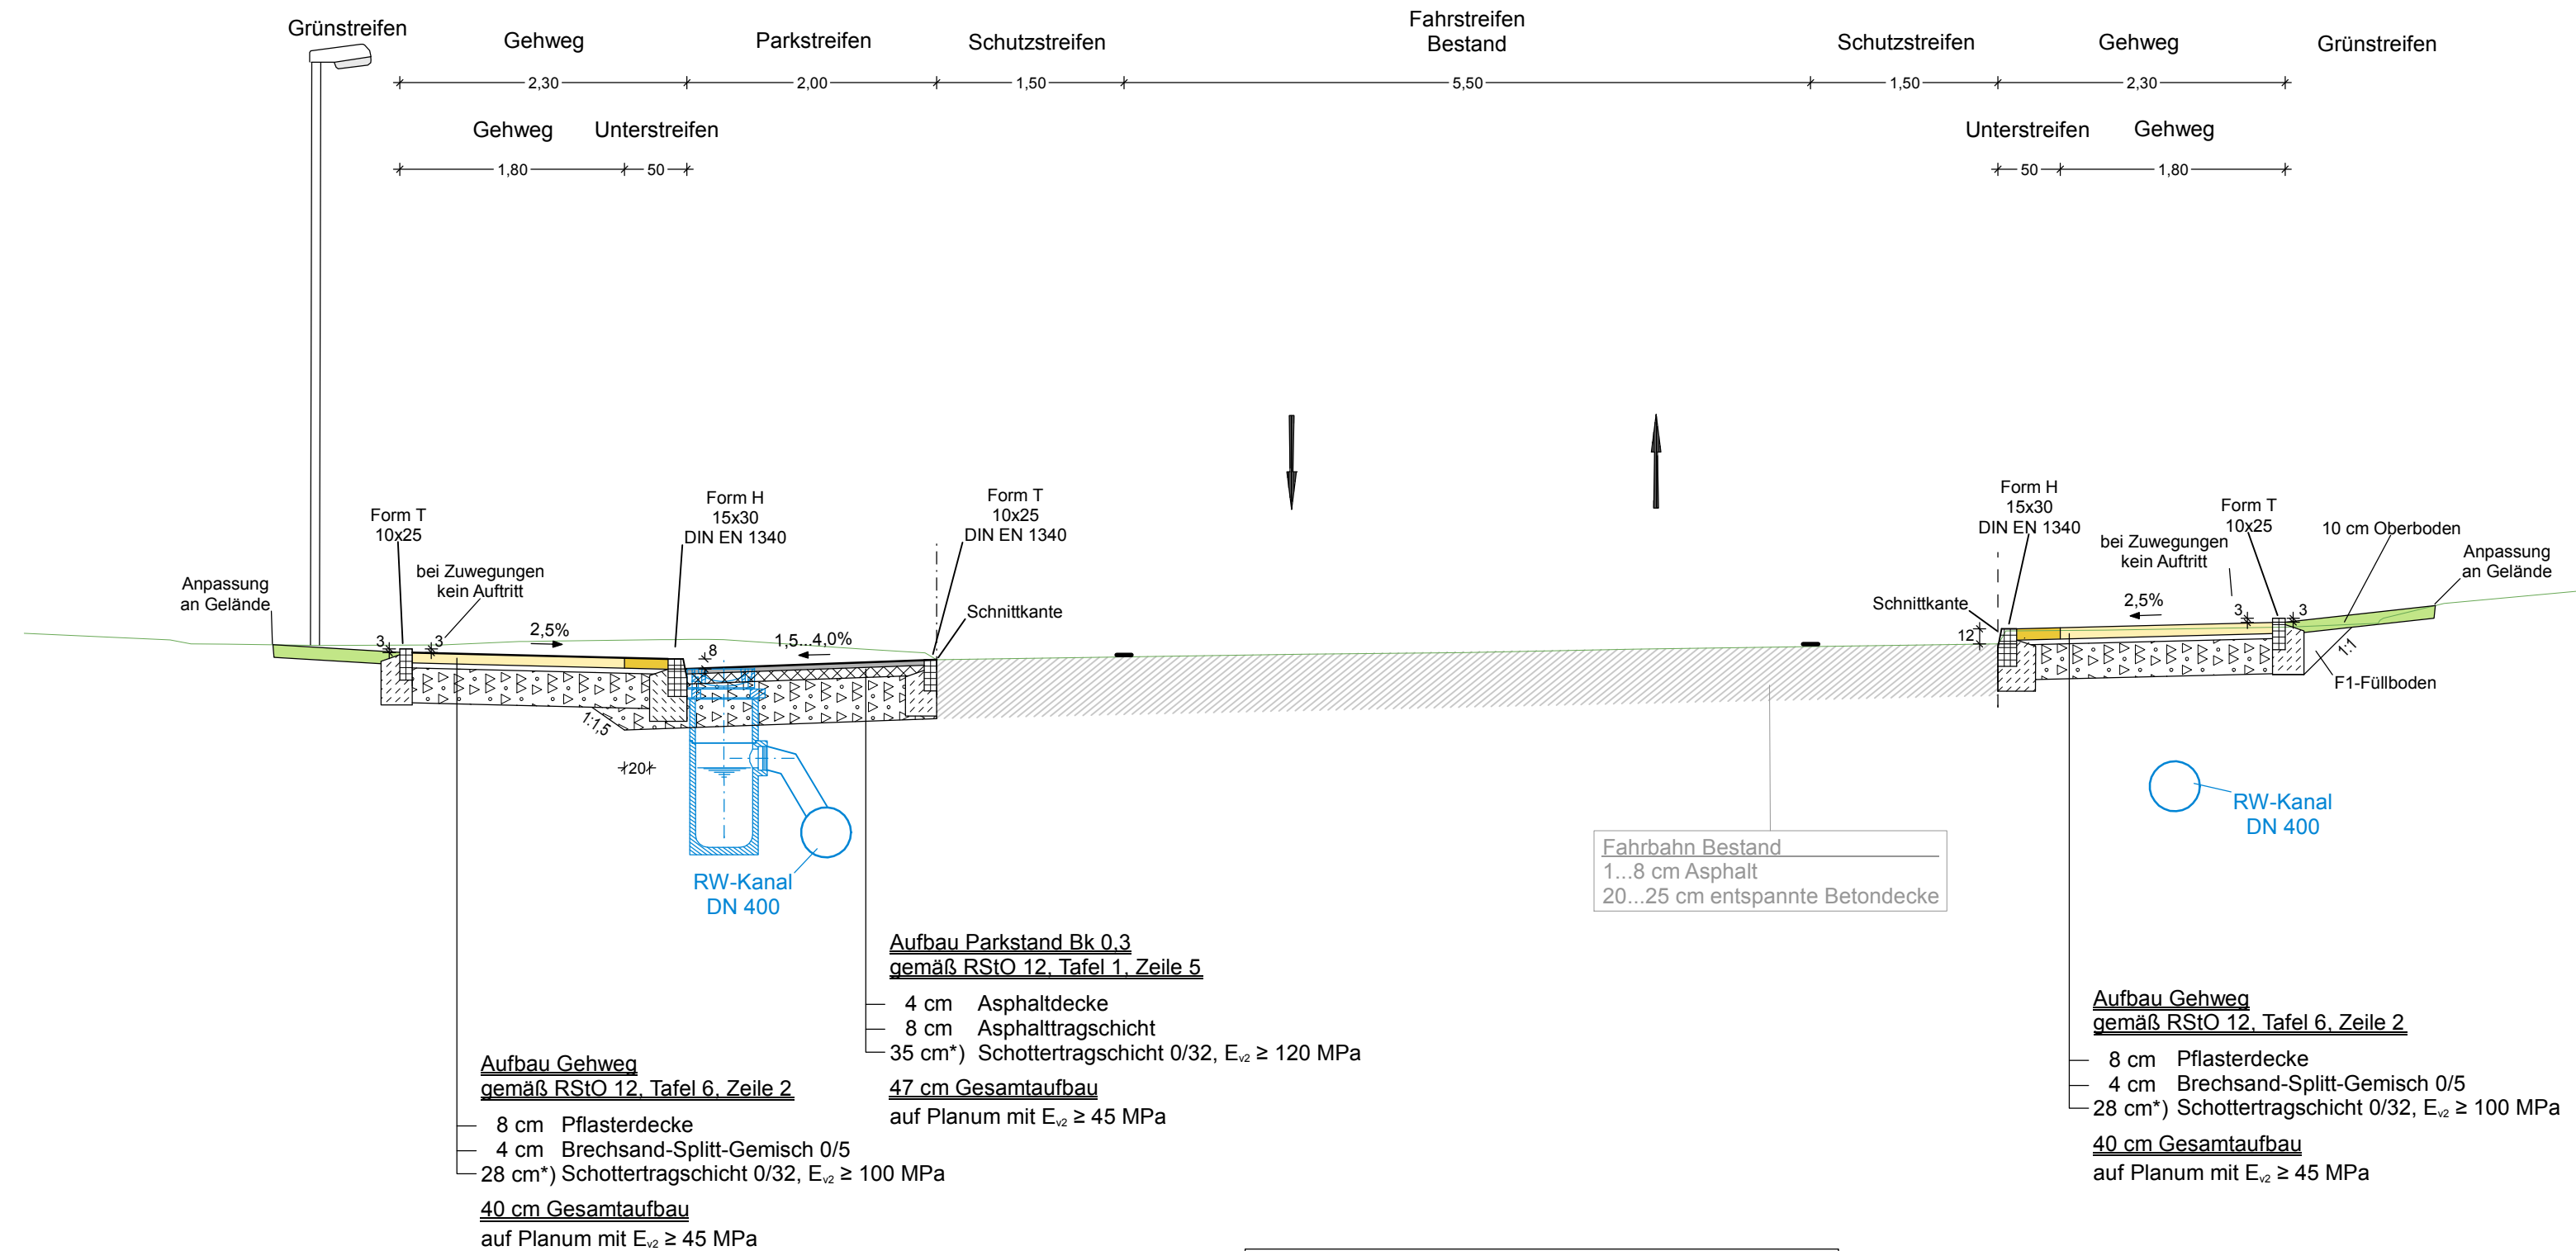 Grünstreifen
Gehweg
Parkstreifen
Schutzstreifen
Fahrstreifen
Bestand
Schutzstreifen
Gehweg
Grünstreifen
2,30
2,00
1,50
5,50
1,50
2,30
Gehweg
Unterstreifen
Unterstreifen
Gehweg
1,80
50
50
1,80
Form T
10x25
Form H
15x30
DIN EN 1340
Form T
10x25
DIN EN 1340
Form H
15x30
DIN EN 1340
Form T
10x25
10 cm Oberboden
bei Zuwegungen
kein Auftritt
Anpassung
an Gelände
bei Zuwegungen
kein Auftritt
Anpassung
an Gelände
Schnittkante
Schnittkante
3
3
2,5%
8
1,5...4,0%
12
2,5%
3
3
1:1
F1-Füllboden
1:1,5
20
RW-Kanal
DN 400
RW-Kanal
DN 400
Fahrbahn Bestand
1...8 cm Asphalt
20...25 cm entspannte Betondecke
Aufbau Parkstand Bk 0,3
gemäß RStO 12, Tafel 1, Zeile 5
4 cm Asphaltdecke
8 cm Asphalttragschicht
35 cm*) Schottertragschicht 0/32, Ev2 ≥ 120 MPa
47 cm Gesamtaufbau
auf Planum mit Ev2 ≥ 45 MPa
Aufbau Gehweg
gemäß RStO 12, Tafel 6, Zeile 2
8 cm Pflasterdecke
4 cm Brechsand-Splitt-Gemisch 0/5
28 cm*) Schottertragschicht 0/32, Ev2 ≥ 100 MPa
40 cm Gesamtaufbau
auf Planum mit Ev2 ≥ 45 MPa
Aufbau Gehweg
gemäß RStO 12, Tafel 6, Zeile 2
8 cm Pflasterdecke
4 cm Brechsand-Splitt-Gemisch 0/5
28 cm*) Schottertragschicht 0/32, Ev2 ≥ 100 MPa
40 cm Gesamtaufbau
auf Planum mit Ev2 ≥ 45 MPa